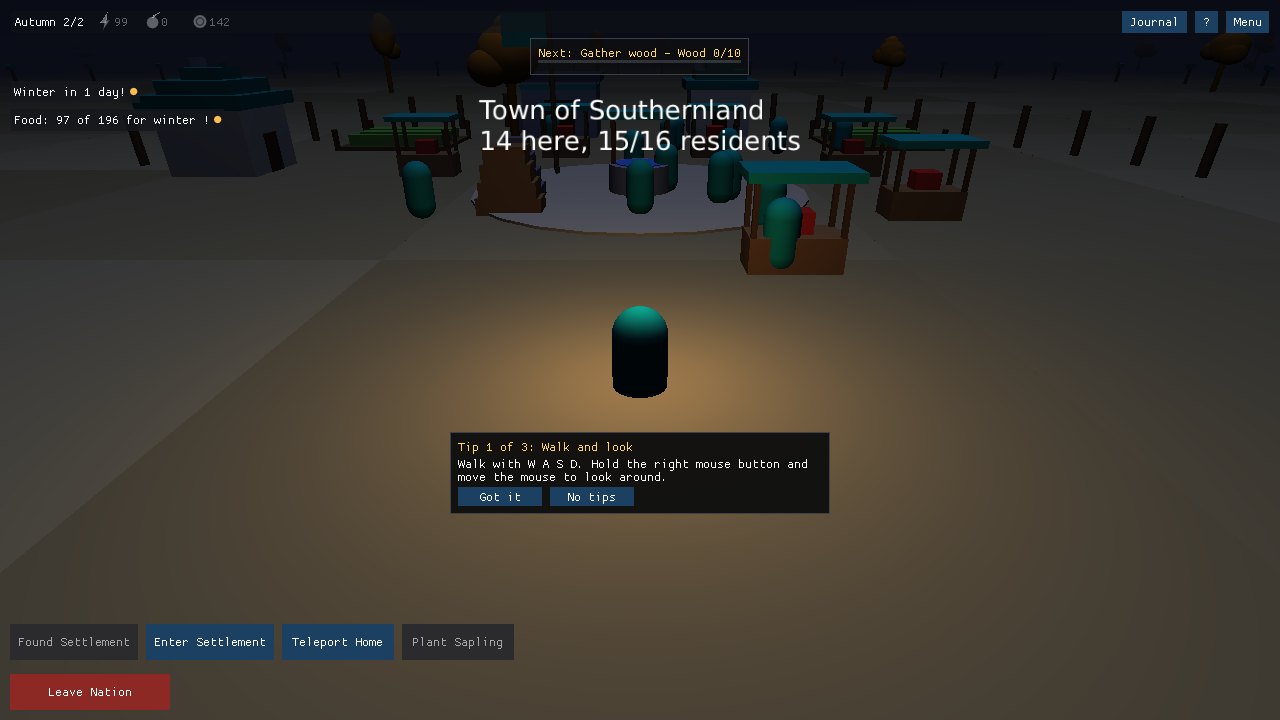 Autumn 2/2 99 0 142
Journal ? Menu
Next: Gather wood - Wood 0/10
Winter in 1 day!
Food: 97 of 196 for winter !
Town of Southernland
14 here, 15/16 residents
Tip 1 of 3: Walk and look
Walk with W A S D. Hold the right mouse button and
move the mouse to look around.
Got it No tips
Found Settlement Enter Settlement Teleport Home Plant Sapling
Leave Nation